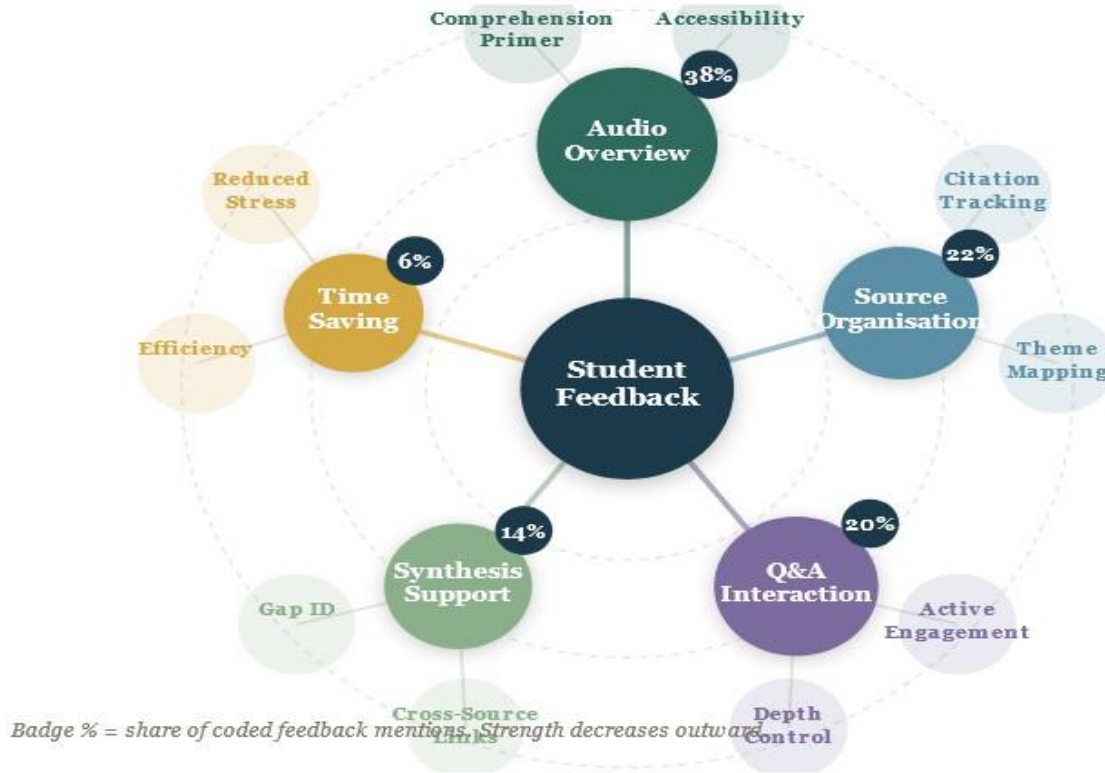 Comprehension
Primer
Accessibility
38%
Audio
Overview
Reduced
Stress
Citation
Tracking
6%
22%
Time
Saving
Source
Organisation
Efficiency
Theme
Mapping
Student
Feedback
14%
20%
Synthesis
Support
Q&A
Interaction
Gap ID
Active
Engagement
Cross-Source
Links
Depth
Control
Badge % = share of coded feedback mentions. Strength decreases outward.